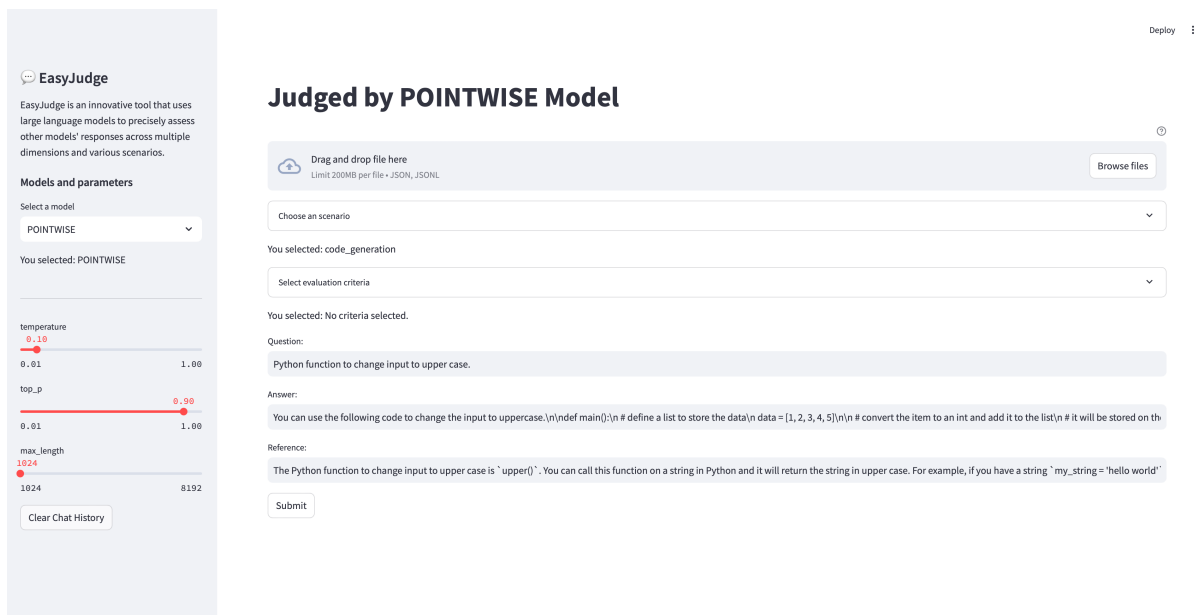 Deploy
EasyJudge
EasyJudge is an innovative tool that uses
large language models to precisely assess
other models' responses across multiple
dimensions and various scenarios.
Models and parameters
Select a model
POINTWISE
You selected: POINTWISE
temperature
0.10
0.01 1.00
top_p
0.90
0.01 1.00
max_length
1024
1024 8192
Clear Chat History
Judged by POINTWISE Model
Drag and drop file here
Limit 200MB per file • JSON, JSONL
Browse files
Choose an scenario
You selected: code_generation
Select evaluation criteria
You selected: No criteria selected.
Question:
Python function to change input to upper case.
Answer:
You can use the following code to change the input to uppercase.\n\ndef main():\n # define a list to store the data\n data = [1, 2, 3, 4, 5]\n\n # convert the item to an int and add it to the list\n # it will be stored on the
Reference:
The Python function to change input to upper case is `upper()`. You can call this function on a string in Python and it will return the string in upper case. For example, if you have a string `my_string = 'hello world'`
Submit